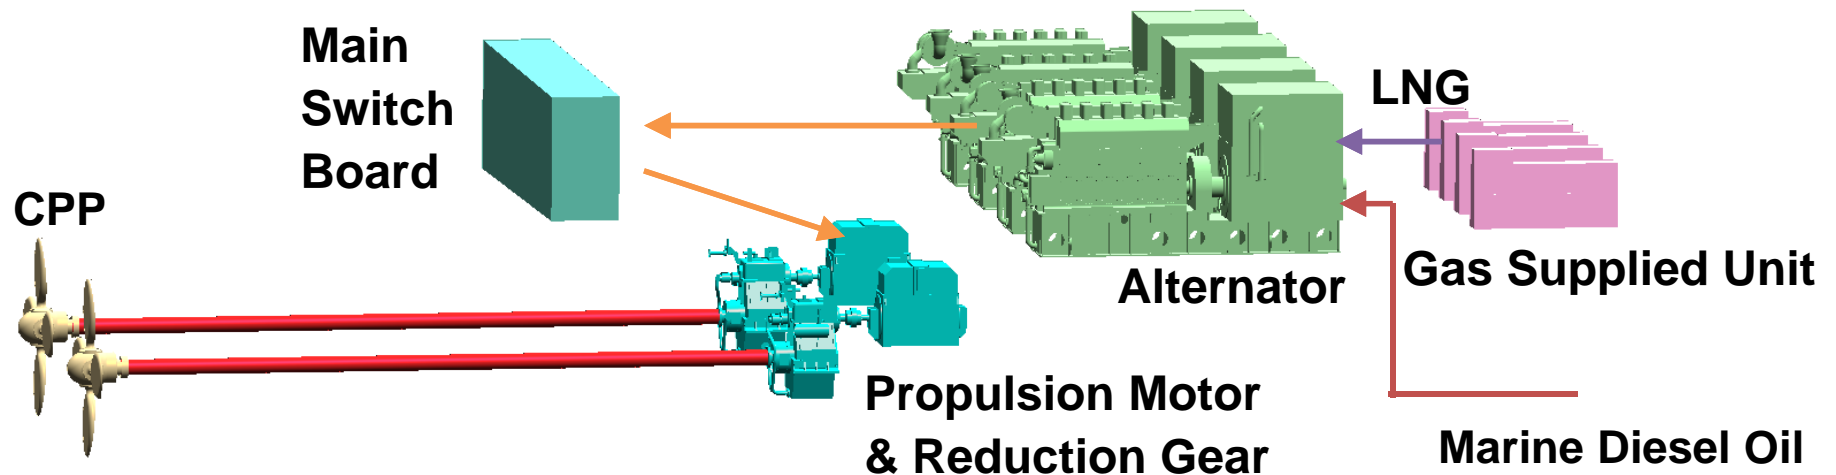 Main
Switch
Board
LNG
CPP
Alternator
Gas Supplied Unit
Propulsion Motor
& Reduction Gear
Marine Diesel Oil